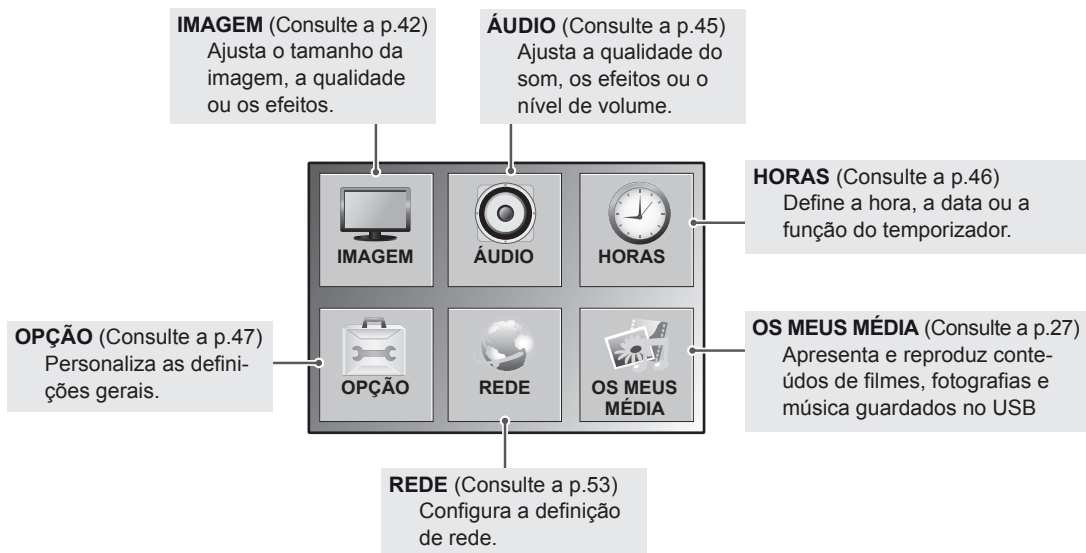 IMAGEM (Consulte a p.42)
Ajusta o tamanho da
imagem, a qualidade
ou os efeitos.
ÁUDIO (Consulte a p.45)
Ajusta a qualidade do
som, os efeitos ou o
nível de volume.
HORAS (Consulte a p.46)
Define a hora, a data ou a
função do temporizador.
IMAGEM
ÁUDIO
HORAS
OPÇÃO (Consulte a p.47)
Personaliza as defini-
ções gerais.
OPÇÃO
REDE
OS MEUS
MÉDIA
OS MEUS MÉDIA (Consulte a p.27)
Apresenta e reproduz conte-
údos de filmes, fotografias e
música guardados no USB
REDE (Consulte a p.53)
Configura a definição
de rede.